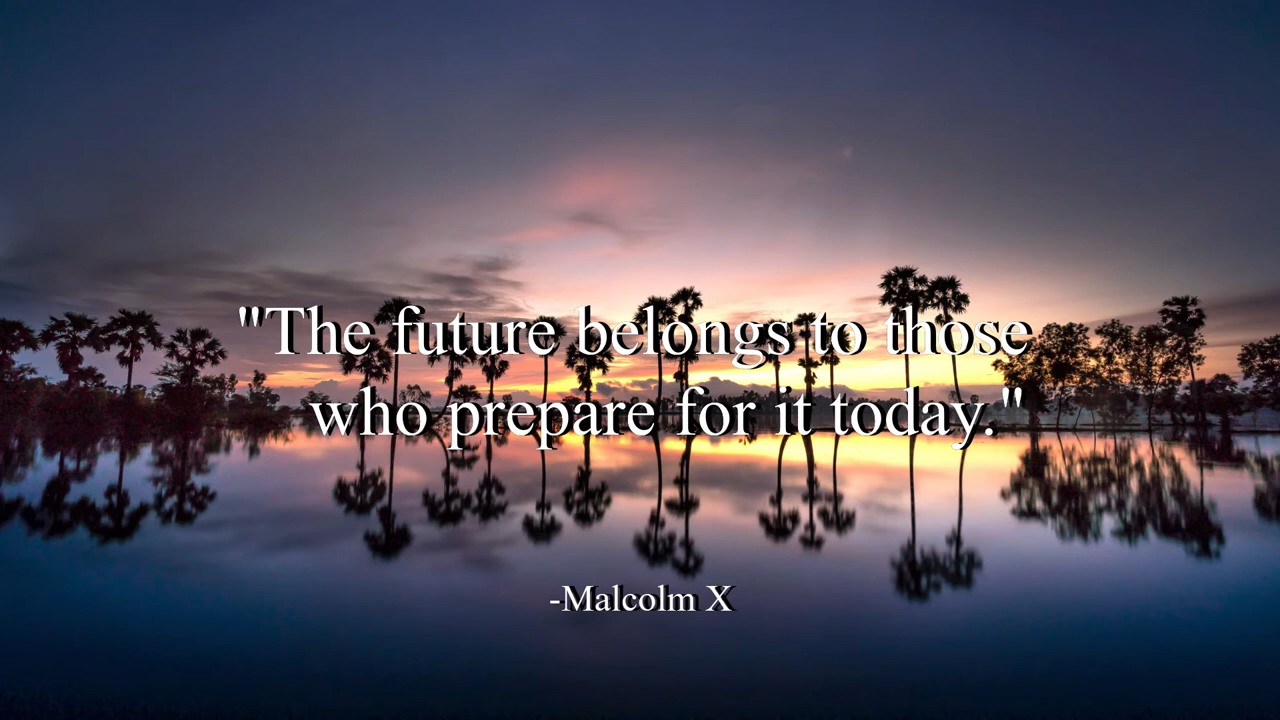 "The future belongs to those
who prepare for it today."
-Malcolm X